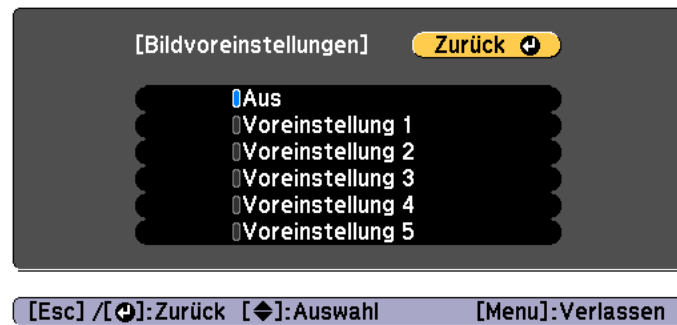 [Bildvoreinstellungen] Zurück
Aus
Voreinstellung 1
Voreinstellung 2
Voreinstellung 3
Voreinstellung 4
Voreinstellung 5
[Esc] /[⏎]:Zurück [◆]:Auswahl [Menu]:Verlassen